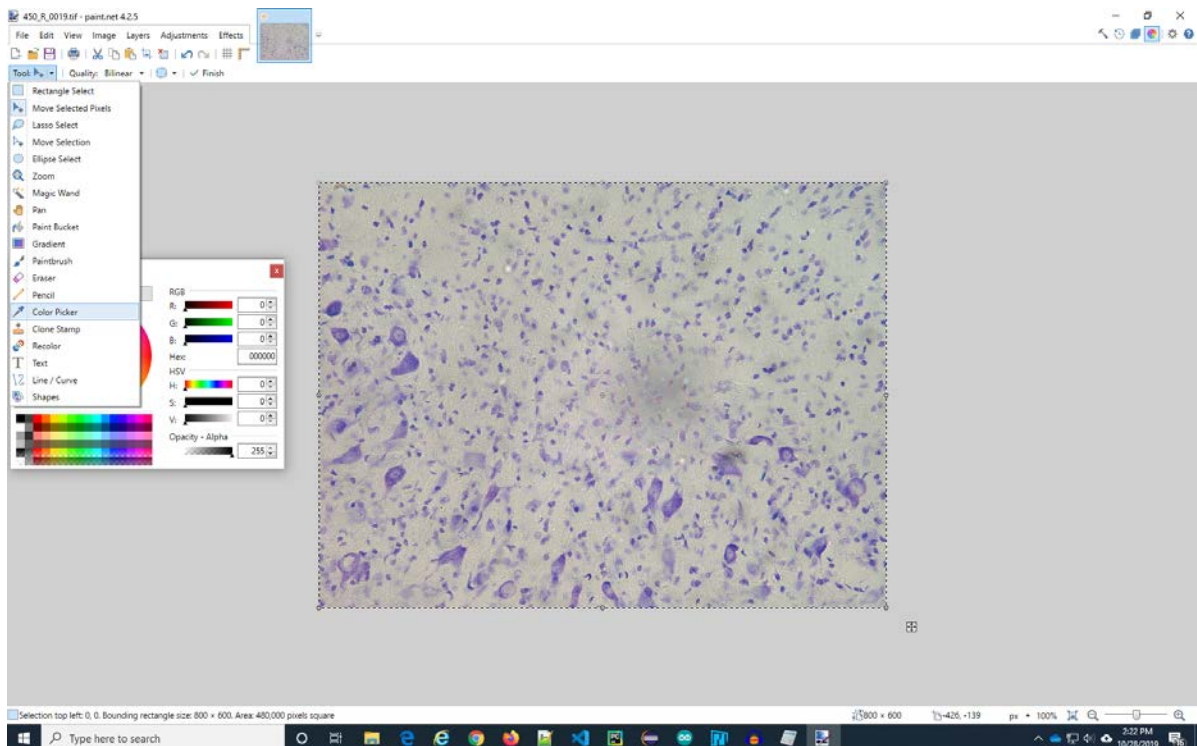 450_R_0019.tif - paint.net 4.2.5
File Edit View Image Layers Adjustments Effects
Tool: Quality: Bilinear Finish
Rectangle Select
Move Selected Pixels
Lasso Select
Move Selection
Ellipse Select
Zoom
Magic Wand
Pan
Paint Bucket
Gradient
Paintbrush
Eraser
Pencil
Color Picker
Clone Stamp
Recolor
Text
Line / Curve
Shapes
RGB
R: 0
G: 0
B: 0
Hex: 000000
HSV
H: 0
S: 0
V: 0
Opacity - Alpha
255
Selection top left: 0, 0. Bounding rectangle size: 800 × 600. Area: 480,000 pixels square
800 × 600 -426, -139 px 100%
Type here to search
2:22 PM
10/28/2019